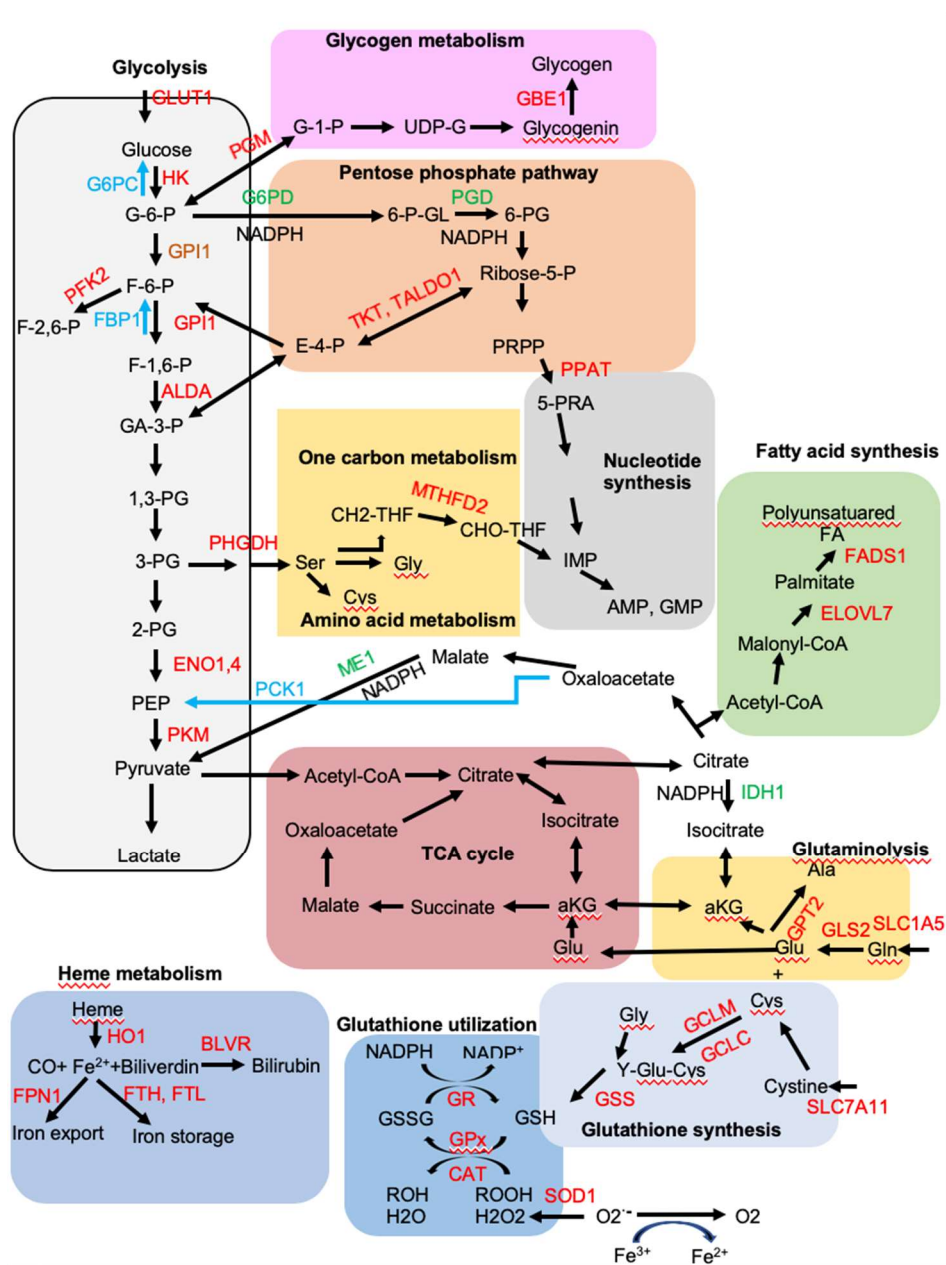 Glycogen metabolism
Glycogen
GBE1
G-1-P
UDP-G
Glycogenin
Glycolysis
GLUT1
Glucose
G6PC
HK
G-6-P
PGM
GPI1
PFK2
F-6-P
F-2,6-P
FBP1
GPI1
F-1,6-P
ALDA
GA-3-P
1,3-PG
3-PG
2-PG
ENO1,4
PEP
PKM
Pyruvate
Lactate
Pentose phosphate pathway
G6PD
NADPH
6-P-GL
PGD
6-PG
NADPH
Ribose-5-P
TKT, TALDO1
E-4-P
PRPP
PPAT
5-PRA
Nucleotide
synthesis
IMP
AMP, GMP
One carbon metabolism
MTHFD2
CH2-THF
CHO-THF
PHGDH
Ser
Gly
Cvs
Amino acid metabolism
Fatty acid synthesis
Polyunsatuared
FA
FADS1
Palmitate
ELOVL7
Malonyl-CoA
Acetyl-CoA
ME1
Malate
NADPH
Oxaloacetate
PCK1
Citrate
NADPH
IDH1
Isocitrate
Acetyl-CoA
Citrate
Oxaloacetate
Isocitrate
TCA cycle
Malate
Succinate
aKG
Glu
Glutaminolysis
Ala
aKG
GPT2
GLS2
SLC1A5
Glu
Gln
+
Heme metabolism
Heme
HO1
CO+ Fe²⁺+Biliverdin
BLVR
Bilirubin
FPN1
FTH, FTL
Iron export
Iron storage
Glutathione utilization
NADPH
NADP⁺
GR
GSSG
GSH
GPx
CAT
ROH
H2O
ROOH
H2O2
SOD1
O2˙⁻
O2
Fe³⁺
Fe²⁺
Gly
Cvs
GCLM
GCLC
Y-Glu-Cvs
Cystine
GSS
SLC7A11
Glutathione synthesis